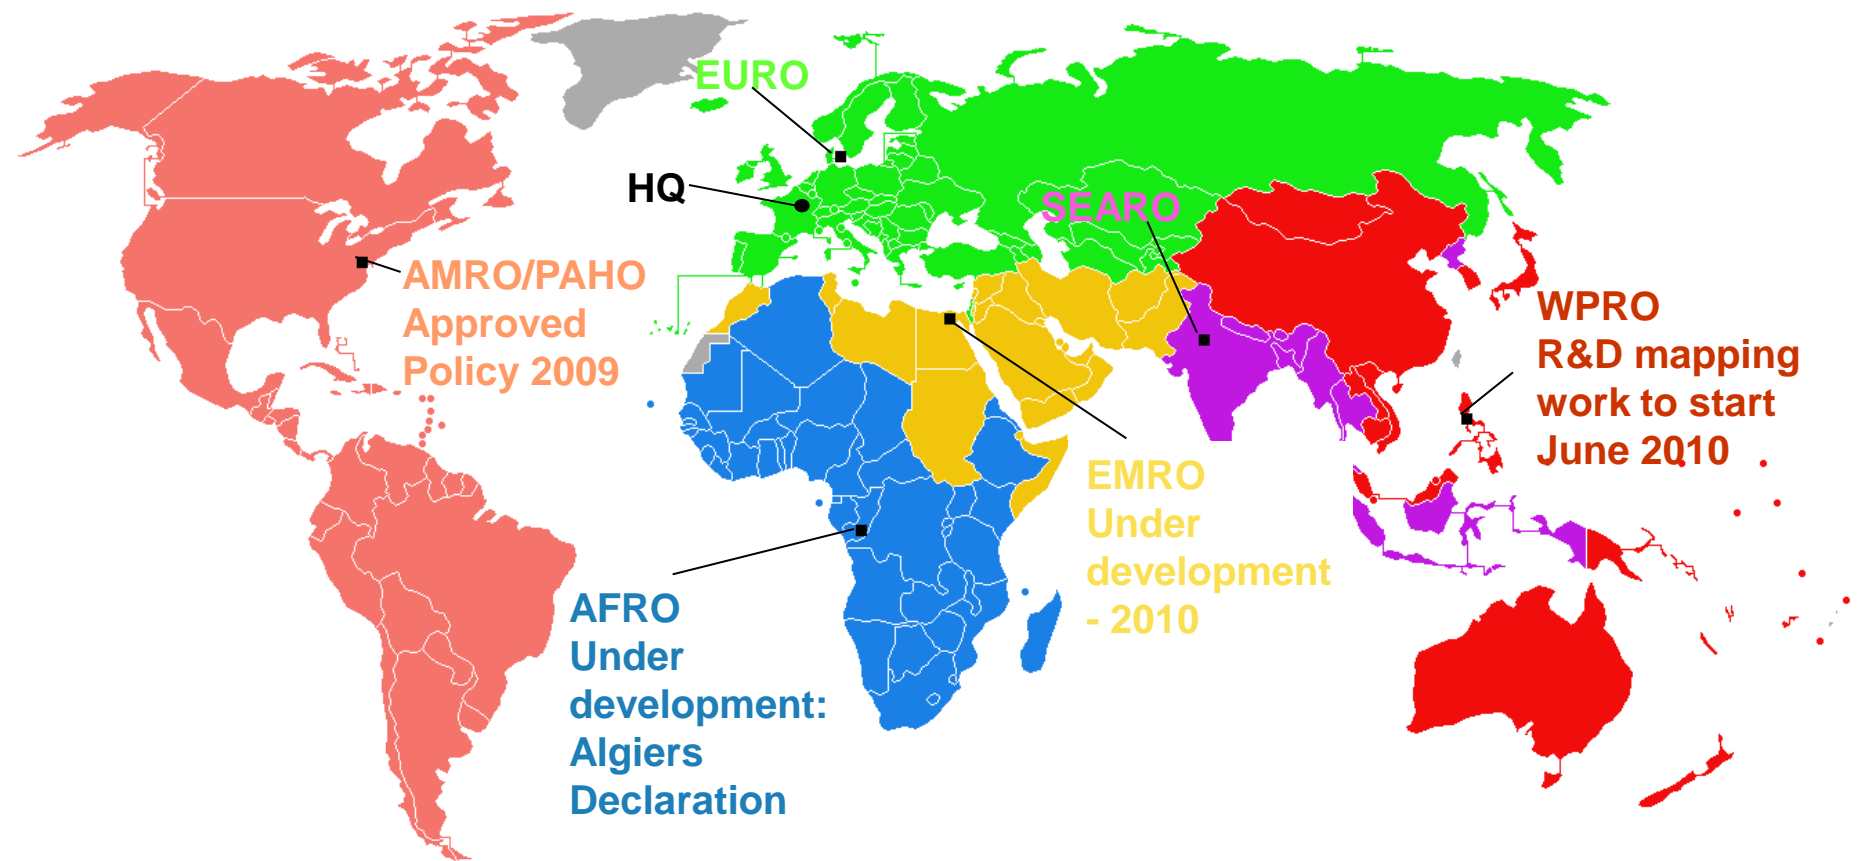 EURO
HQ
SEARO
AMRO/PAHO
Approved
Policy 2009
WPRO
R&D mapping
work to start
June 2010
EMRO
Under
development
- 2010
AFRO
Under
development:
Algiers
Declaration